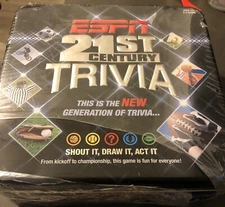 ESPN
21ST
CENTURY
TRIVIA
THIS IS THE NEW
GENERATION OF TRIVIA...
SHOUT IT, DRAW IT, ACT IT
From kickoff to championship, this game is fun for everyone!